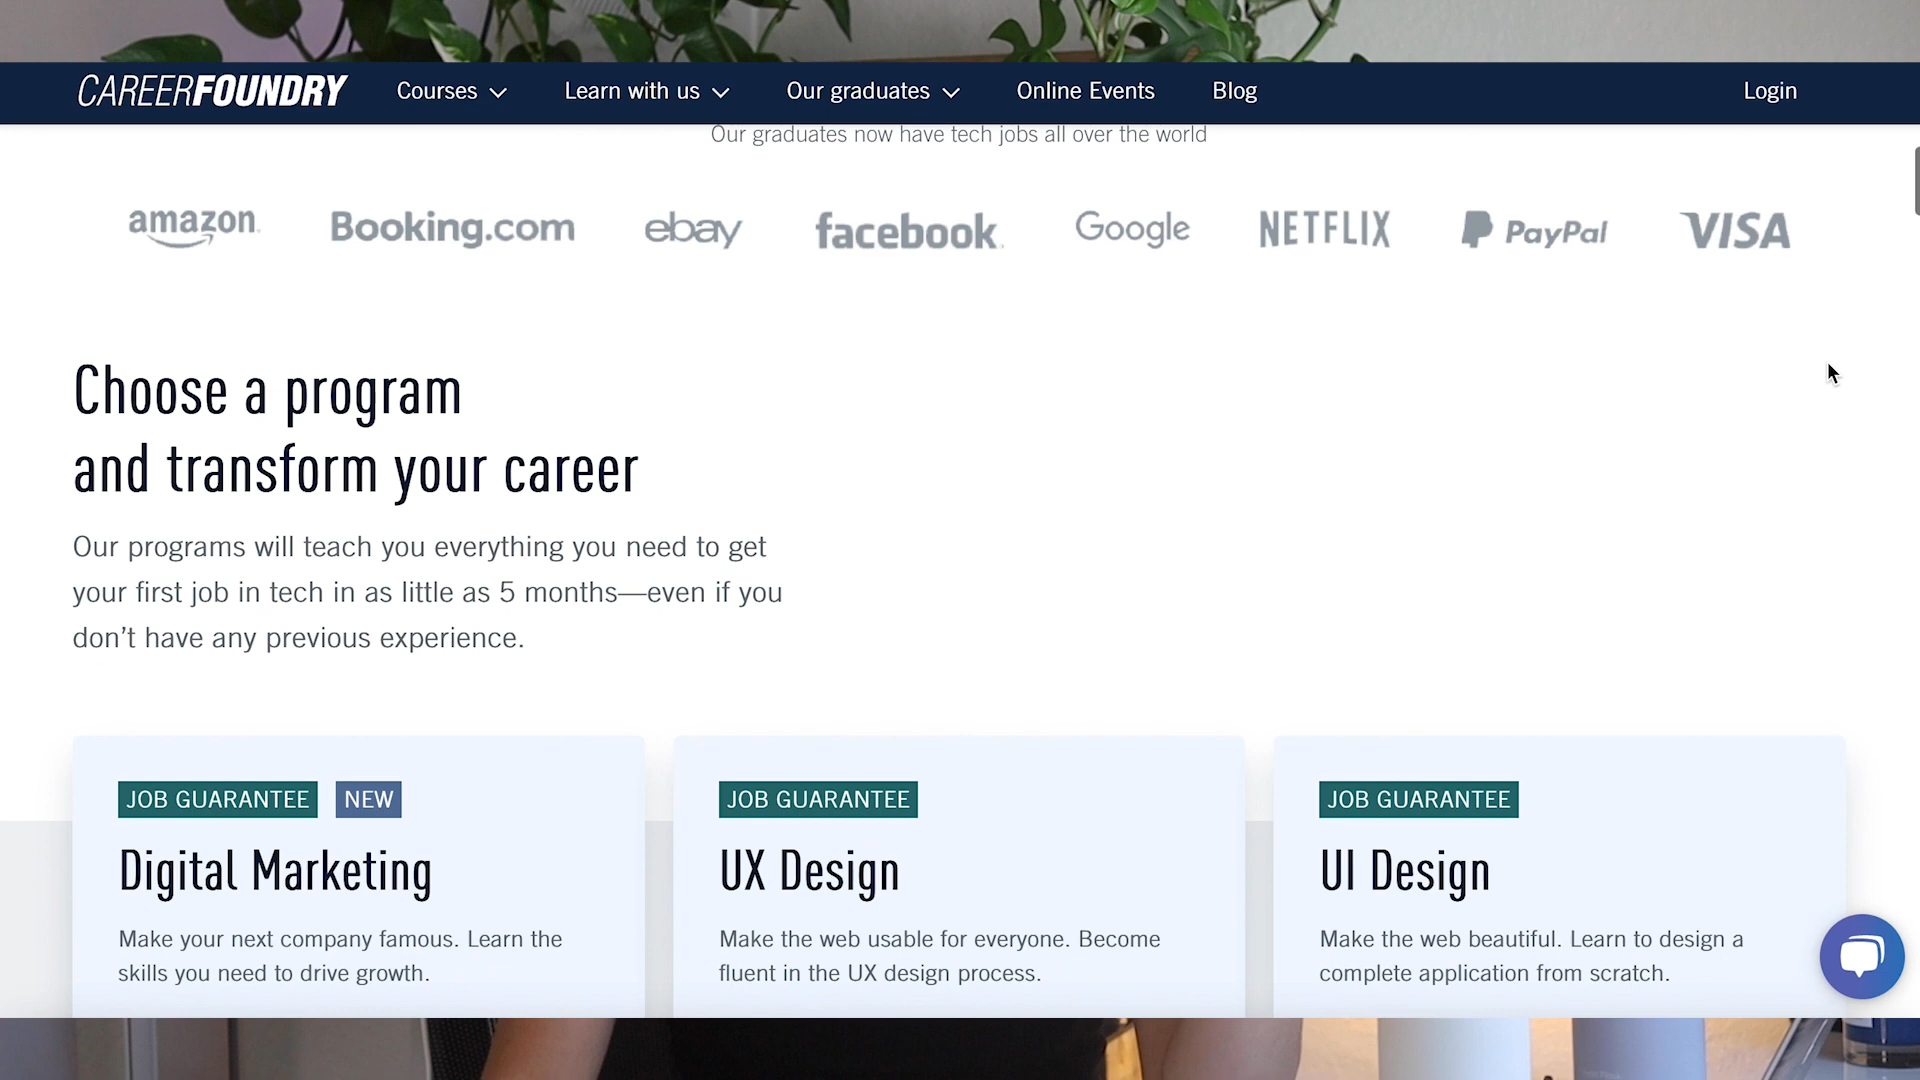 CAREERFOUNDRY Courses Learn with us Our graduates Online Events Blog Login
Our graduates now have tech jobs all over the world
amazon Booking.com ebay facebook Google NETFLIX PayPal VISA
Choose a program
and transform your career
Our programs will teach you everything you need to get
your first job in tech in as little as 5 months—even if you
don’t have any previous experience.
JOB GUARANTEE NEW
Digital Marketing
Make your next company famous. Learn the
skills you need to drive growth.
JOB GUARANTEE
UX Design
Make the web usable for everyone. Become
fluent in the UX design process.
JOB GUARANTEE
UI Design
Make the web beautiful. Learn to design a
complete application from scratch.